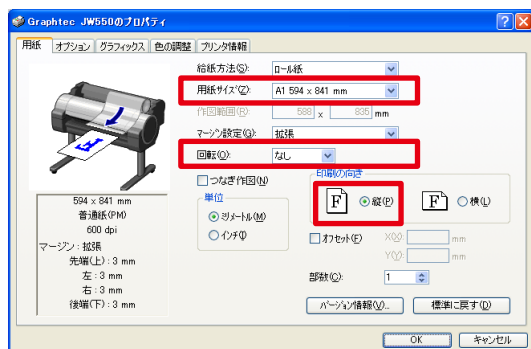 Graphtec JW550のプロパティ
用紙 オプション グラフィックス 色の調整 プリンタ情報
給紙方法(S): ロール紙
用紙サイズ(Z): A1 594 x 841 mm
作図範囲(R): 588 x 835 mm
マージン設定(G): 拡張
回転(O): なし
つなぎ作図(N)
単位
ミリメートル(M)
インチ(I)
印刷の向き
F 縦(P) F 横(L)
オフセット(F) X(X): mm
Y(Y): mm
部数(C): 1
594 x 841 mm
普通紙(PM)
600 dpi
マージン : 拡張
先端(上) : 3 mm
左 : 3 mm
右 : 3 mm
後端(下) : 3 mm
バージョン情報(V)... 標準に戻す(D)
OK キャンセル